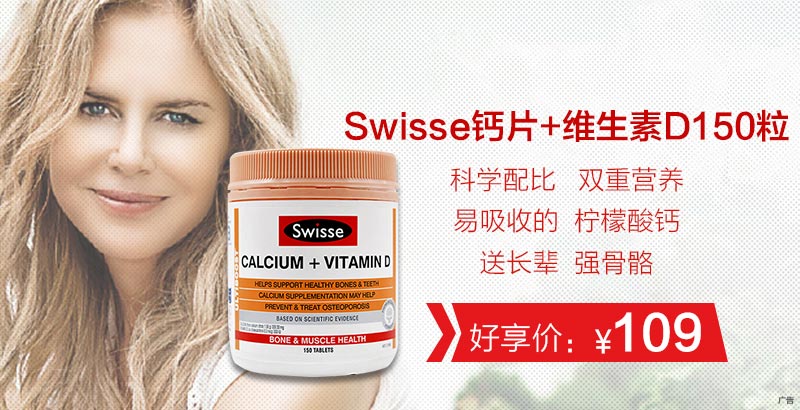 Swisse钙片+维生素D150粒
科学配比 双重营养
易吸收的 柠檬酸钙
送长辈 强骨骼
好享价：¥109
Swisse
CALCIUM + VITAMIN D
HELPS SUPPORT HEALTHY BONES & TEETH
CALCIUM SUPPLEMENTATION MAY HELP
PREVENT & TREAT OSTEOPOROSIS
BASED ON SCIENTIFIC EVIDENCE
BONE & MUSCLE HEALTH
150 TABLETS
广告